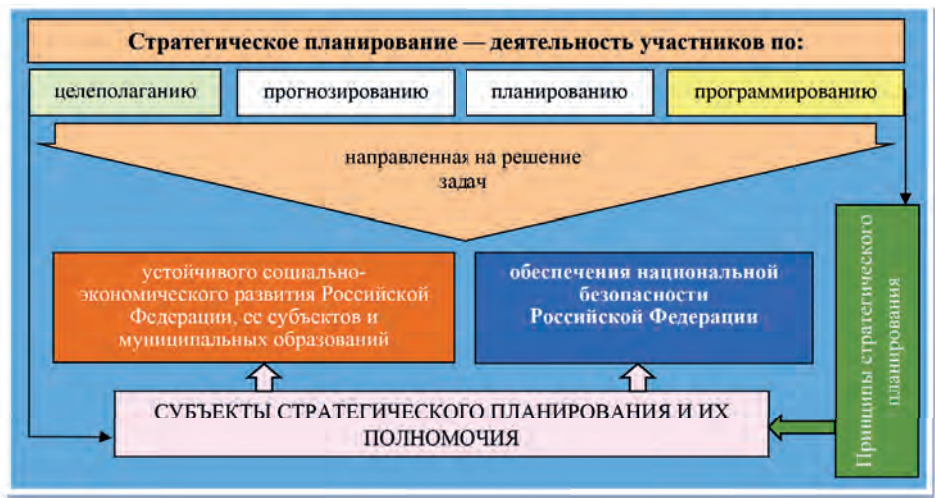 Стратегическое планирование — деятельность участников по:
целеполаганию
прогнозированию
планированию
программированию
направленная на решение
задач
устойчивого социально-
экономического развития Российской
Федерации, ее субъектов и
муниципальных образований
обеспечения национальной
безопасности
Российской Федерации
Принципы стратегического
планирования
СУБЪЕКТЫ СТРАТЕГИЧЕСКОГО ПЛАНИРОВАНИЯ И ИХ
ПОЛНОМОЧИЯ